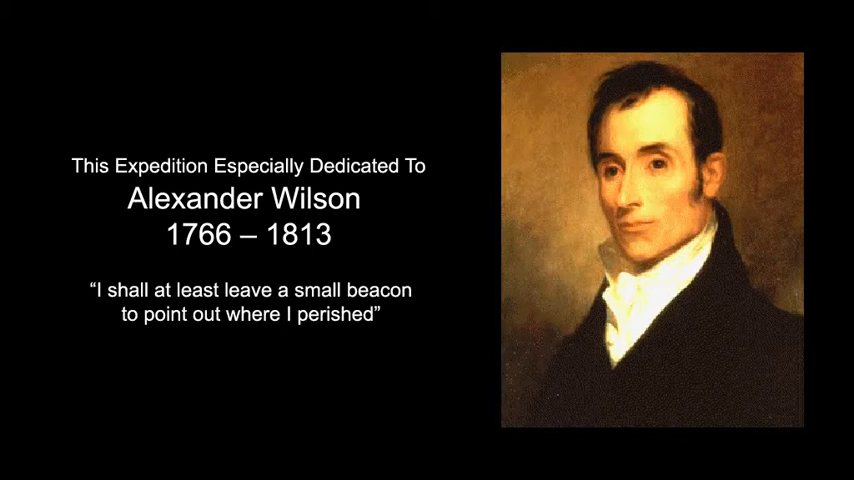 This Expedition Especially Dedicated To
Alexander Wilson
1766 – 1813
“I shall at least leave a small beacon
to point out where I perished”